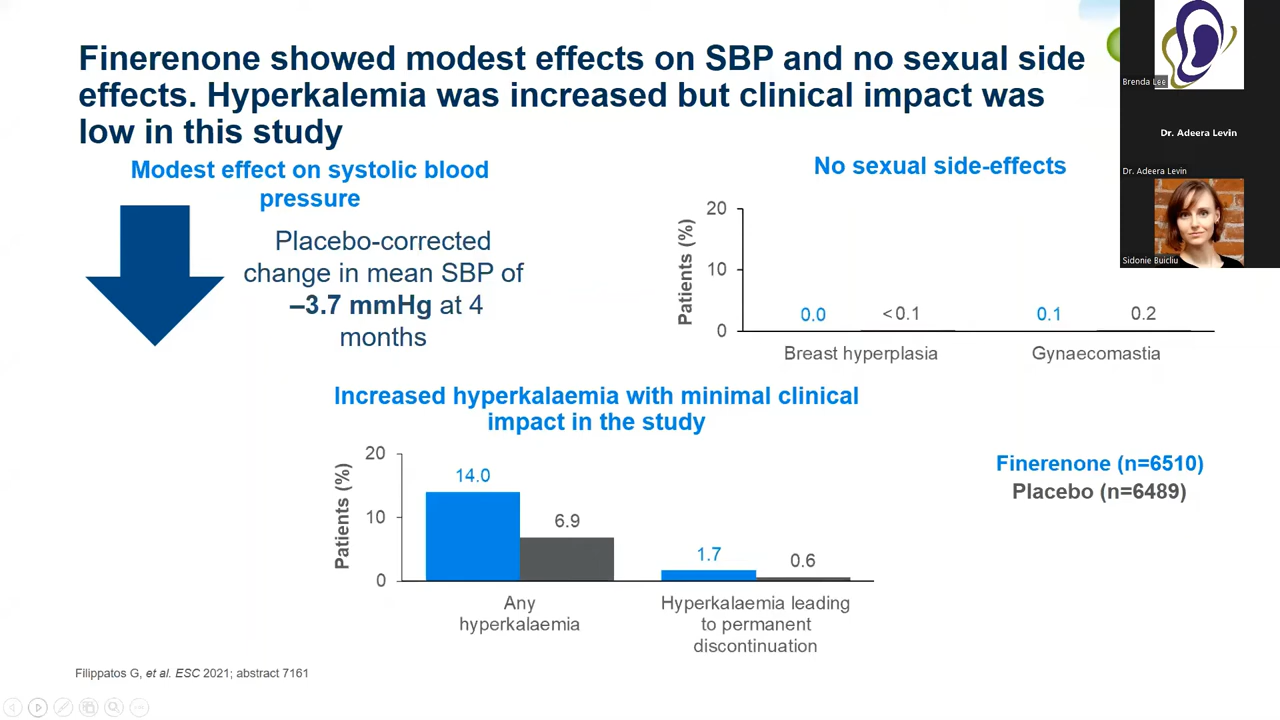 Finerenone showed modest effects on SBP and no sexual side
effects. Hyperkalemia was increased but clinical impact was
low in this study
Modest effect on systolic blood
pressure
Placebo-corrected
change in mean SBP of
–3.7 mmHg at 4
months
No sexual side-effects
Patients (%)
20
10
0
0.0
<0.1
0.1
0.2
Breast hyperplasia
Gynaecomastia
Increased hyperkalaemia with minimal clinical
impact in the study
Patients (%)
20
10
0
14.0
6.9
1.7
0.6
Any
hyperkalaemia
Hyperkalaemia leading
to permanent
discontinuation
Finerenone (n=6510)
Placebo (n=6489)
Filippatos G, et al. ESC 2021; abstract 7161
Brenda Lee
Dr. Adeera Levin
Dr. Adeera Levin
Sidonie Buicliu